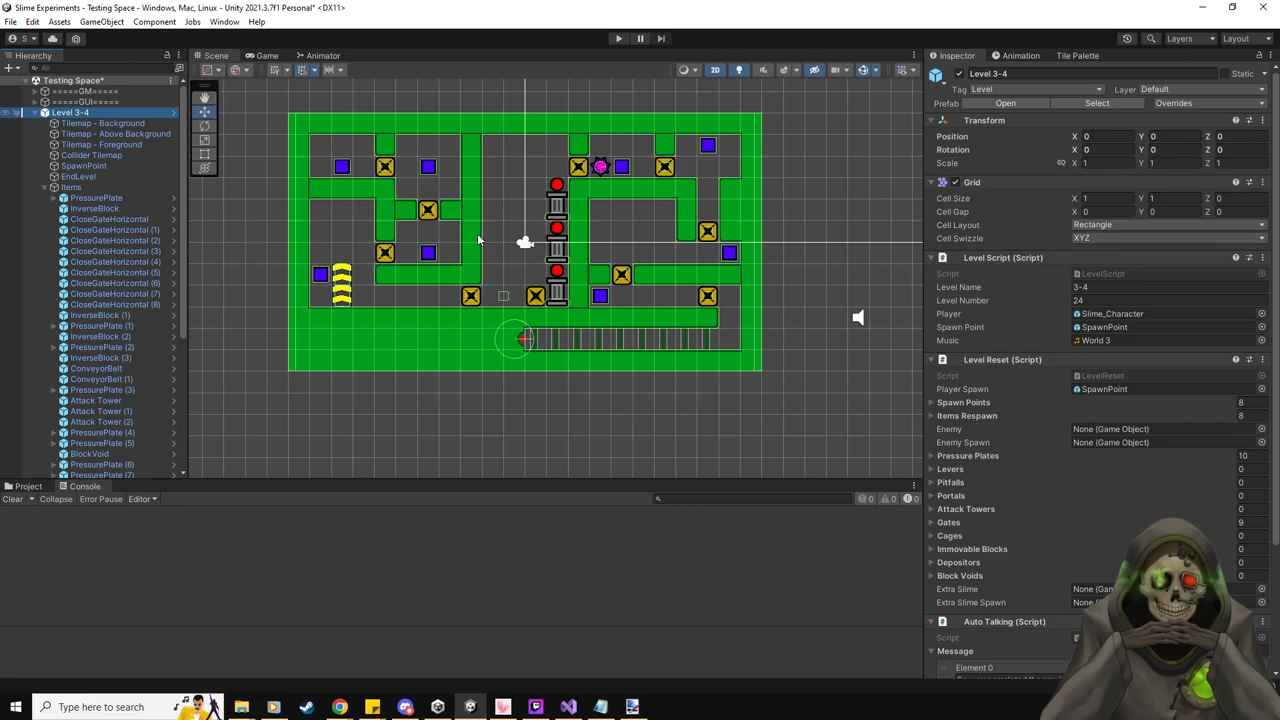 Slime Experiments - Testing Space - Windows, Mac, Linux - Unity 2021.3.7f1 Personal* <DX11>
File Edit Assets GameObject Component Jobs Window Help
S Layers Layout
Hierarchy
All
Testing Space*
=====GM=====
=====GUI=====
Level 3-4
Tilemap - Background
Tilemap - Above Background
Tilemap - Foreground
Collider Tilemap
SpawnPoint
EndLevel
Items
PressurePlate
InverseBlock
CloseGateHorizontal
CloseGateHorizontal (1)
CloseGateHorizontal (2)
CloseGateHorizontal (3)
CloseGateHorizontal (4)
CloseGateHorizontal (5)
CloseGateHorizontal (6)
CloseGateHorizontal (7)
CloseGateHorizontal (8)
InverseBlock (1)
PressurePlate (1)
InverseBlock (2)
PressurePlate (2)
InverseBlock (3)
ConveyorBelt
ConveyorBelt (1)
PressurePlate (3)
Attack Tower
Attack Tower (1)
Attack Tower (2)
PressurePlate (4)
PressurePlate (5)
BlockVoid
PressurePlate (6)
PressurePlate (7)
Scene Game Animator
2D
Project Console
Clear Collapse Error Pause Editor
0 0 0
Inspector Animation Tile Palette
Level 3-4 Static
Tag Level Layer Default
Prefab Open Select Overrides
Transform
Position X 0 Y 0 Z 0
Rotation X 0 Y 0 Z 0
Scale X 1 Y 1 Z 1
Grid
Cell Size X 1 Y 1 Z 1
Cell Gap X 0 Y 0 Z 0
Cell Layout Rectangle
Cell Swizzle XYZ
Level Script (Script)
Script LevelScript
Level Name 3-4
Level Number 24
Player Slime_Character
Spawn Point SpawnPoint
Music World 3
Level Reset (Script)
Script LevelReset
Player Spawn SpawnPoint
Spawn Points 8
Items Respawn 8
Enemy None (Game Object)
Enemy Spawn None (Game Object)
Pressure Plates 10
Levers 0
Pitfalls 0
Portals 0
Attack Towers 0
Gates 9
Cages 0
Immovable Blocks 0
Depositors 0
Block Voids 0
Extra Slime None (Gam
Extra Slime Spawn None (Gam
Auto Talking (Script)
Script
Message
Element 0
Type here to search